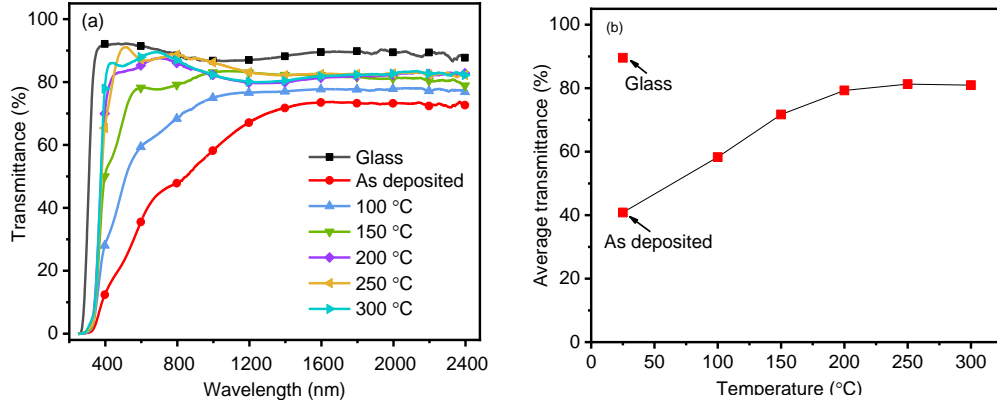 (a)
100
80
60
40
20
0
Transmittance (%)
Glass
As deposited
100 °C
150 °C
200 °C
250 °C
300 °C
400 800 1200 1600 2000 2400
Wavelength (nm)
(b)
100
80
60
40
20
0
Average transmittance (%)
Glass
As deposited
0 50 100 150 200 250 300
Temperature (°C)